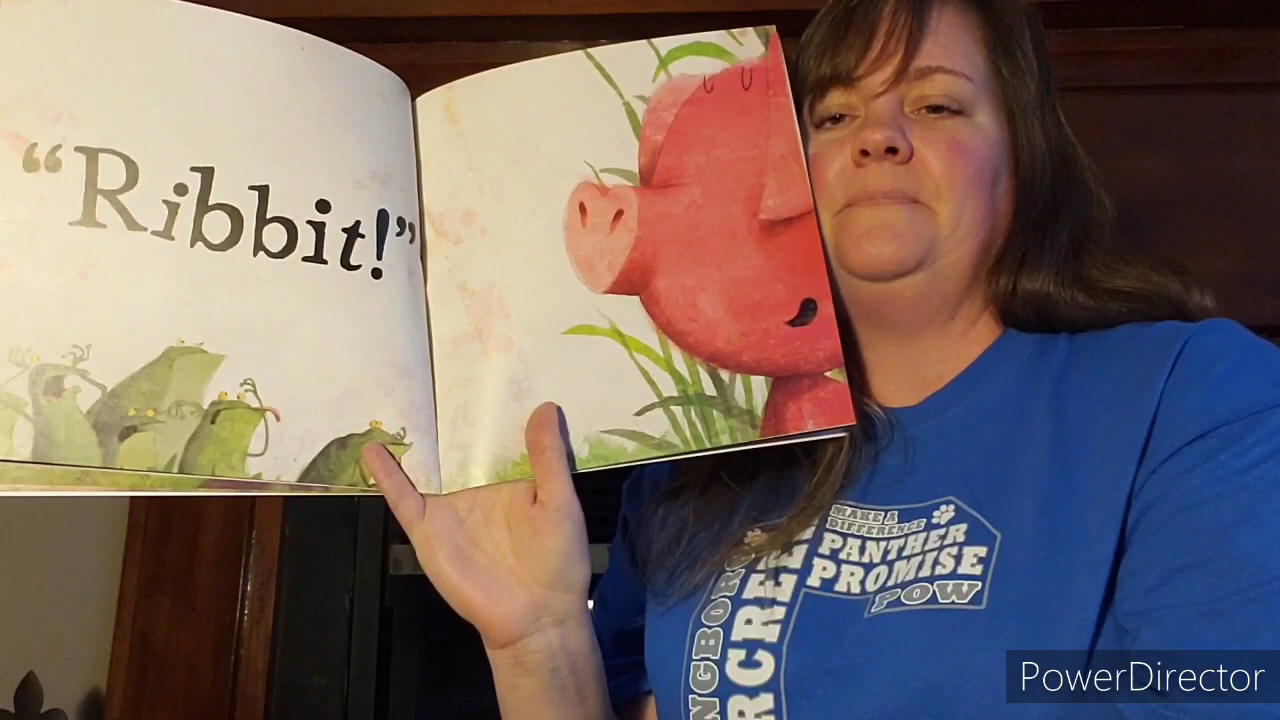 “Ribbit!”
MAKE A
DIFFERENCE
PANTHER
PROMISE
POW
PowerDirector